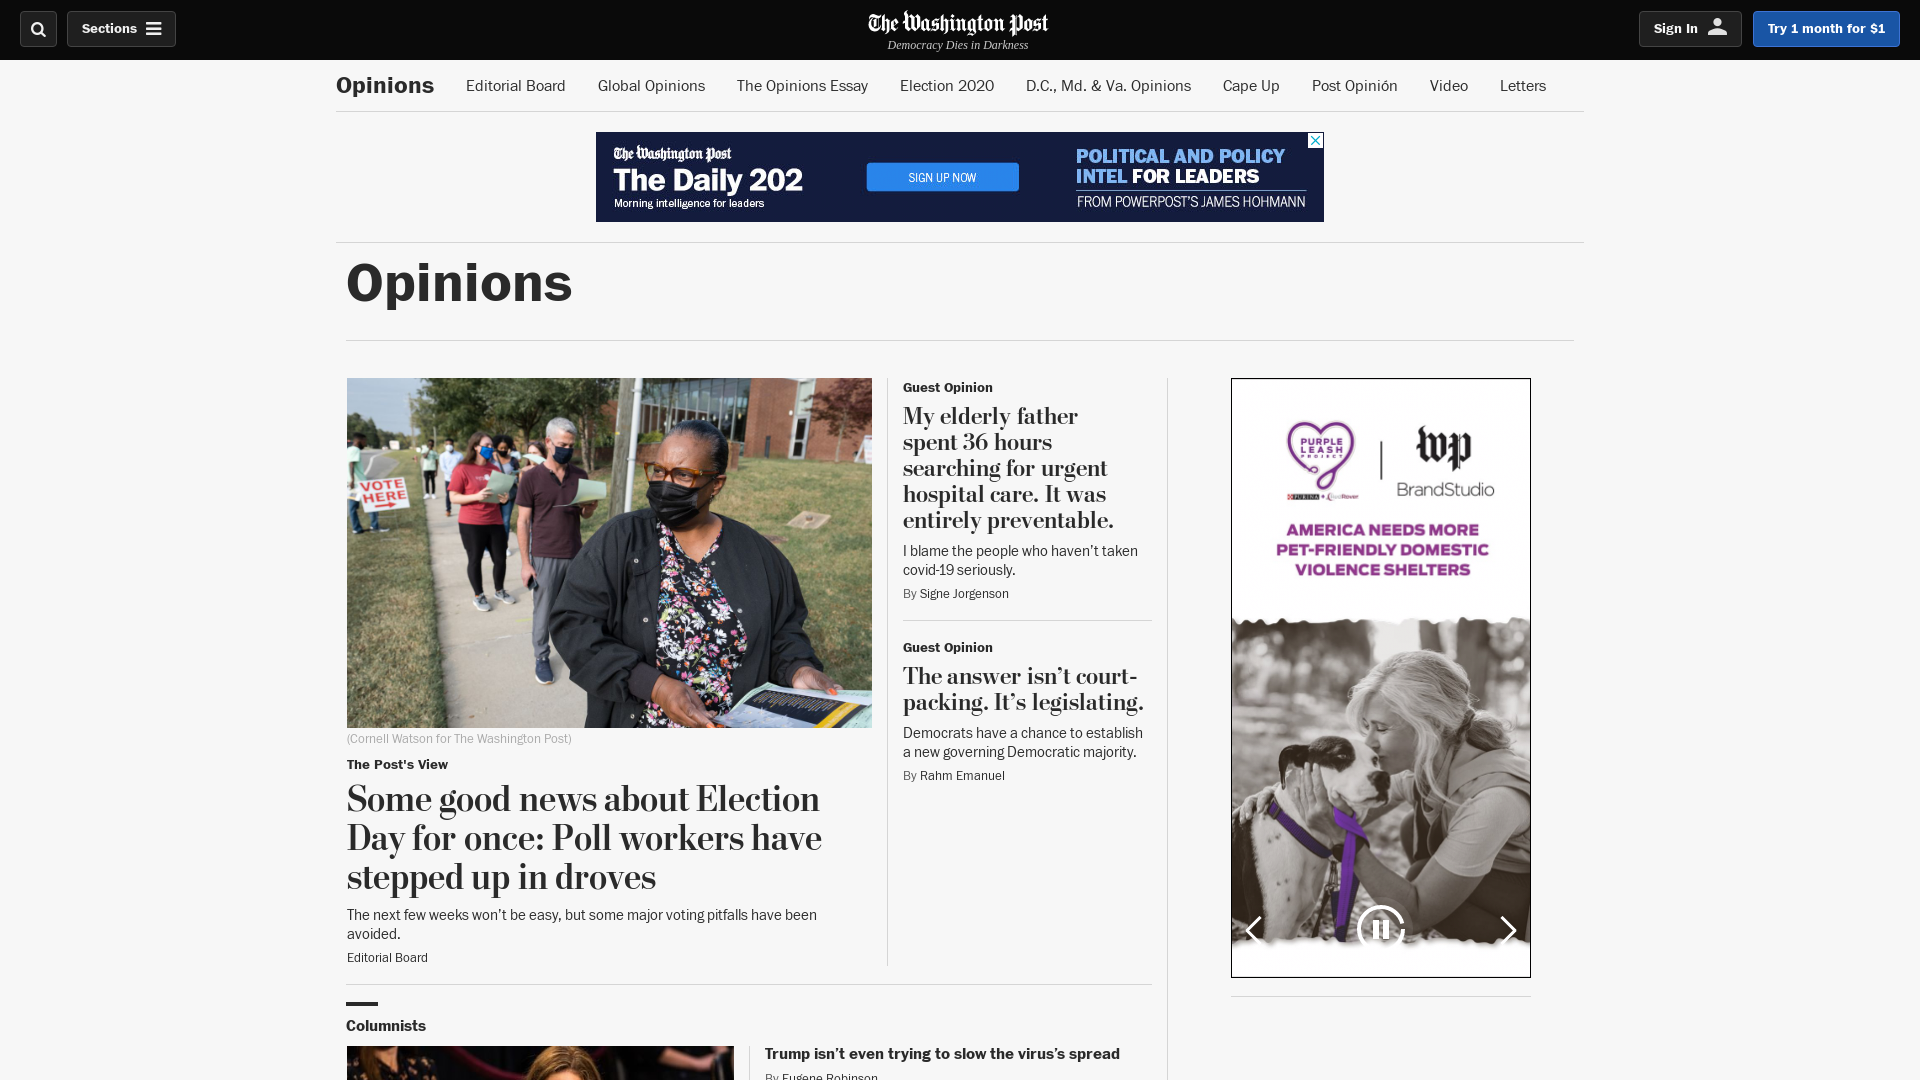 Sections
The Washington Post
Democracy Dies in Darkness
Sign In
Try 1 month for $1
Opinions
Editorial Board
Global Opinions
The Opinions Essay
Election 2020
D.C., Md. & Va. Opinions
Cape Up
Post Opinión
Video
Letters
The Washington Post
The Daily 202
Morning intelligence for leaders
SIGN UP NOW
POLITICAL AND POLICY
INTEL FOR LEADERS
FROM POWERPOST'S JAMES HOHMANN
Opinions
VOTE
HERE
(Cornell Watson for The Washington Post)
The Post's View
Some good news about Election
Day for once: Poll workers have
stepped up in droves
The next few weeks won’t be easy, but some major voting pitfalls have been
avoided.
Editorial Board
Guest Opinion
My elderly father
spent 36 hours
searching for urgent
hospital care. It was
entirely preventable.
I blame the people who haven’t taken
covid-19 seriously.
By Signe Jorgenson
Guest Opinion
The answer isn’t court-
packing. It’s legislating.
Democrats have a chance to establish
a new governing Democratic majority.
By Rahm Emanuel
PURPLE
LEASH
PROJECT
PURINA
wp
BrandStudio
AMERICA NEEDS MORE
PET-FRIENDLY DOMESTIC
VIOLENCE SHELTERS
Columnists
Trump isn’t even trying to slow the virus’s spread
By Eugene Robinson